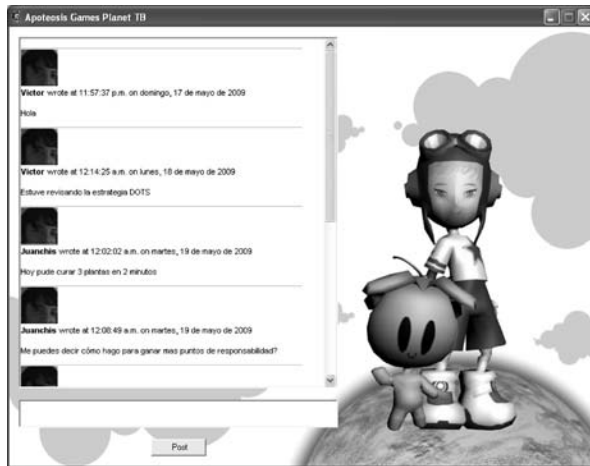 Apoteosis Games Planet TB
Victor wrote at 11:57:37 p.m. on domingo, 17 de mayo de 2009
Hola
Victor wrote at 12:14:25 a.m. on lunes, 18 de mayo de 2009
Estuve revisando la estrategia DOTS
Juanchis wrote at 12:02:02 a.m. on martes, 19 de mayo de 2009
Hoy pude curar 3 plantas en 2 minutos
Juanchis wrote at 12:08:49 a.m. on martes, 19 de mayo de 2009
Me puedes decir cómo hago para ganar mas puntos de responsabilidad?
Post